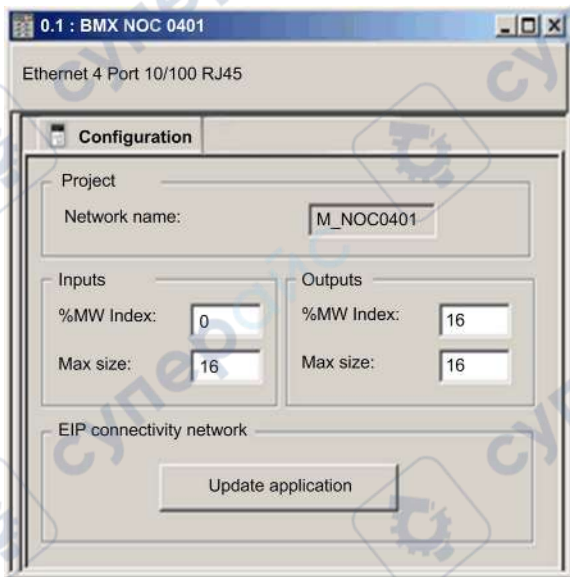 0.1 : BMX NOC 0401
Ethernet 4 Port 10/100 RJ45
Configuration
Project
Network name: M_NOC0401
Inputs
%MW Index: 0
Max size: 16
Outputs
%MW Index: 16
Max size: 16
EIP connectivity network
Update application
суперайс